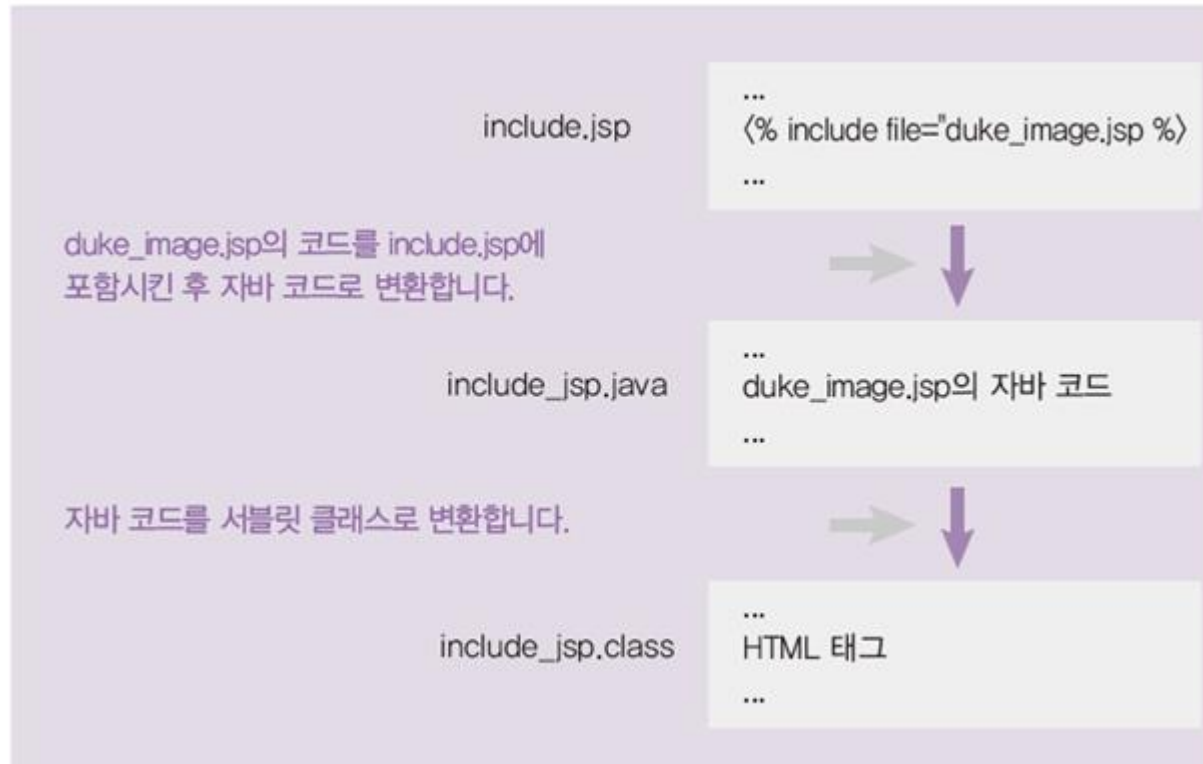 include.jsp
...
<% include file="duke_image.jsp %>
...
duke_image.jsp의 코드를 include.jsp에
포함시킨 후 자바 코드로 변환합니다.
include_jsp.java
...
duke_image.jsp의 자바 코드
...
자바 코드를 서블릿 클래스로 변환합니다.
include_jsp.class
...
HTML 태그
...